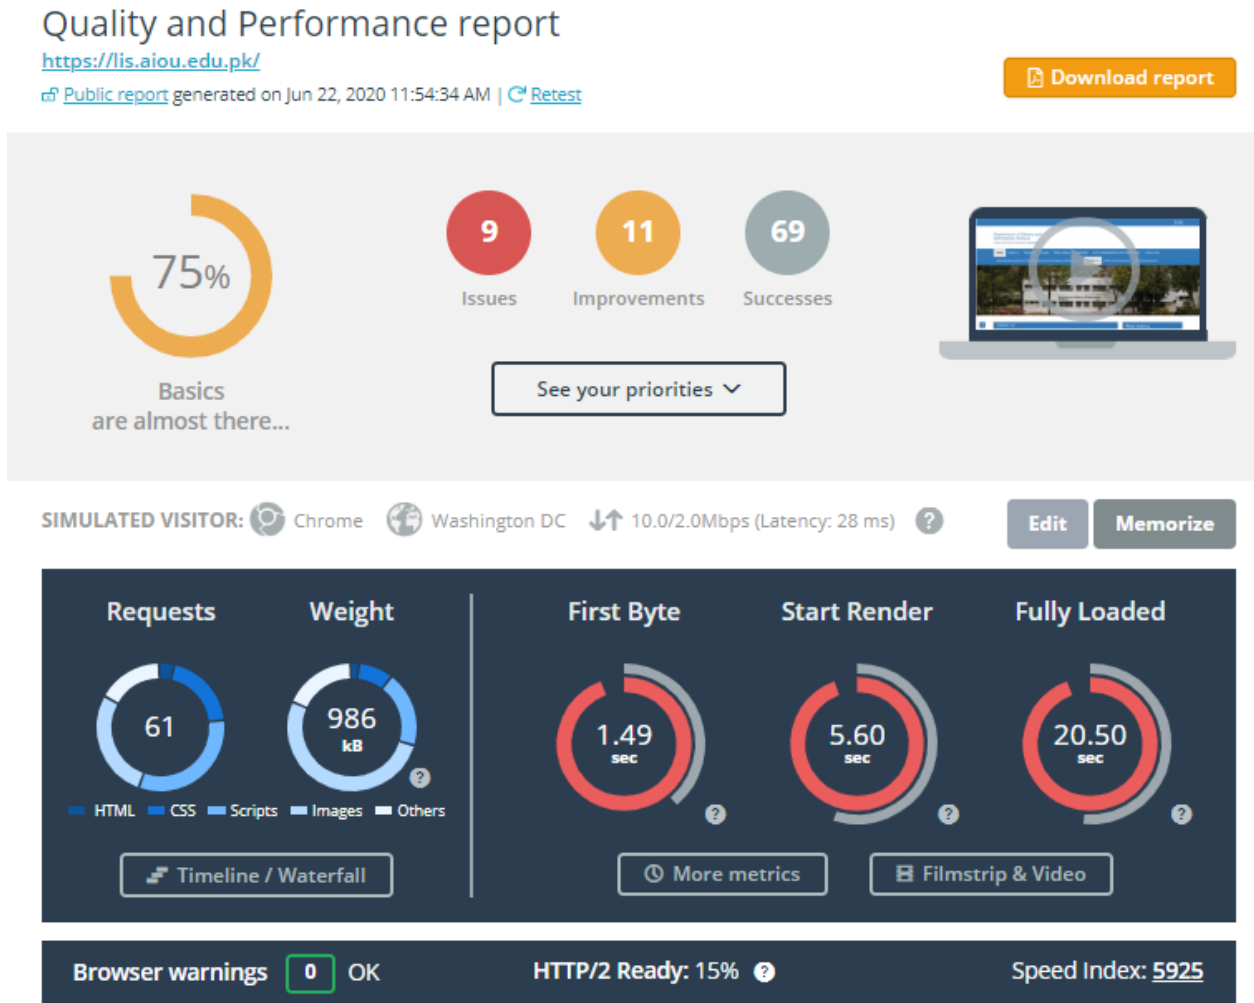 Quality and Performance report
https://lis.aiou.edu.pk/
Public report generated on Jun 22, 2020 11:54:34 AM | Retest
Download report
75%
Basics
are almost there...
9
Issues
11
Improvements
69
Successes
See your priorities
SIMULATED VISITOR: Chrome Washington DC 10.0/2.0Mbps (Latency: 28 ms) ?
Edit
Memorize
Requests
61
Weight
986
kB
?
HTML CSS Scripts Images Others
Timeline / Waterfall
First Byte
1.49
sec
?
Start Render
5.60
sec
?
Fully Loaded
20.50
sec
?
More metrics
Filmstrip & Video
Browser warnings 0 OK
HTTP/2 Ready: 15% ?
Speed Index: 5925